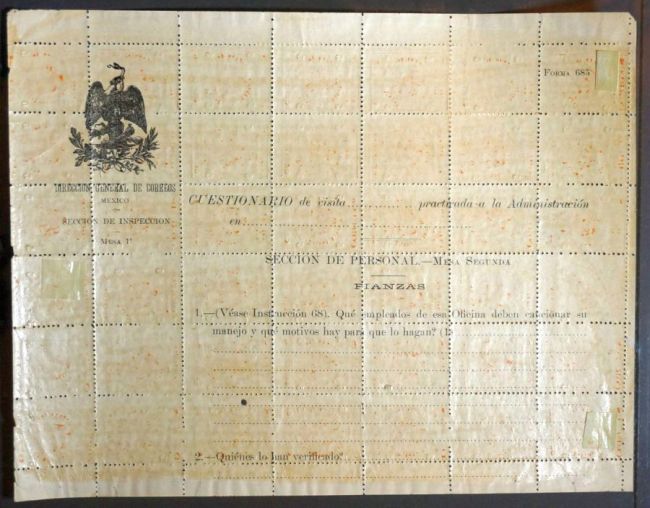 FORMA 685
DIRECCION GENERAL DE CORREOS
MEXICO
SECCION DE INSPECCION
MESA 1ª
CUESTIONARIO de visita ............ practicada a la Administración
en ............................................
SECCIÓN DE PERSONAL.—MESA SEGUNDA
FIANZAS
1.—(Véase Instrucción 68). Qué empleados de esa Oficina deben caucionar su
manejo y qué motivos hay para que lo hagan? (1) ............................
2.—Quiénes lo han verificado? ............................